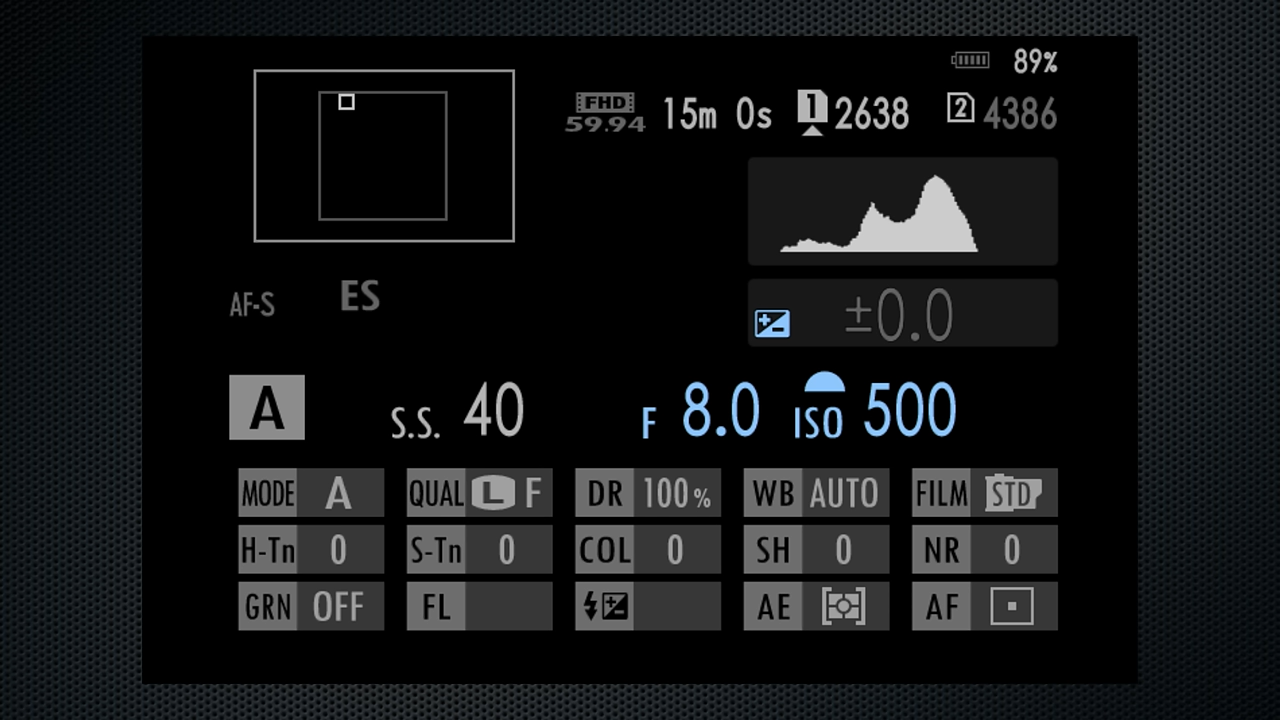 89%
FHD 59.94 15m 0s 1 2638 2 4386
AF-S ES
±0.0
A S.S. 40 F 8.0 ISO 500
MODE A QUAL L F DR 100% WB AUTO FILM STD
H-Tn 0 S-Tn 0 COL 0 SH 0 NR 0
GRN OFF FL AE AF